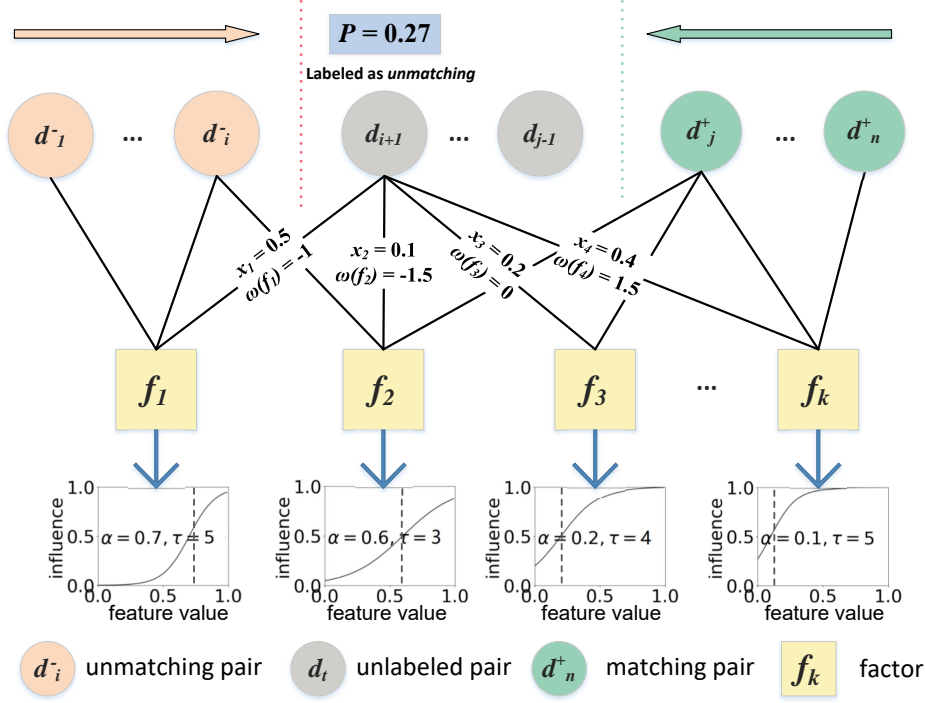 P = 0.27
Labeled as unmatching
d⁻₁ ... d⁻ᵢ dᵢ₊₁ ... dⱼ₋₁ d⁺ⱼ ... d⁺ₙ
x₁ = 0.5
ω(f₁) = -1
x₂ = 0.1
ω(f₂) = -1.5
x₃ = 0.2
ω(f₃) = 0
x₄ = 0.4
ω(f₄) = 1.5
f₁ f₂ f₃ ... fₖ
influence
1.0
0.5
0.0
α = 0.7, τ = 5
0.0 0.5 1.0
feature value
influence
1.0
0.5
0.0
α = 0.6, τ = 3
0.0 0.5 1.0
feature value
influence
1.0
0.5
0.0
α = 0.2, τ = 4
0.0 0.5 1.0
feature value
influence
1.0
0.5
0.0
α = 0.1, τ = 5
0.0 0.5 1.0
feature value
d⁻ᵢ unmatching pair dₜ unlabeled pair d⁺ₙ matching pair fₖ factor